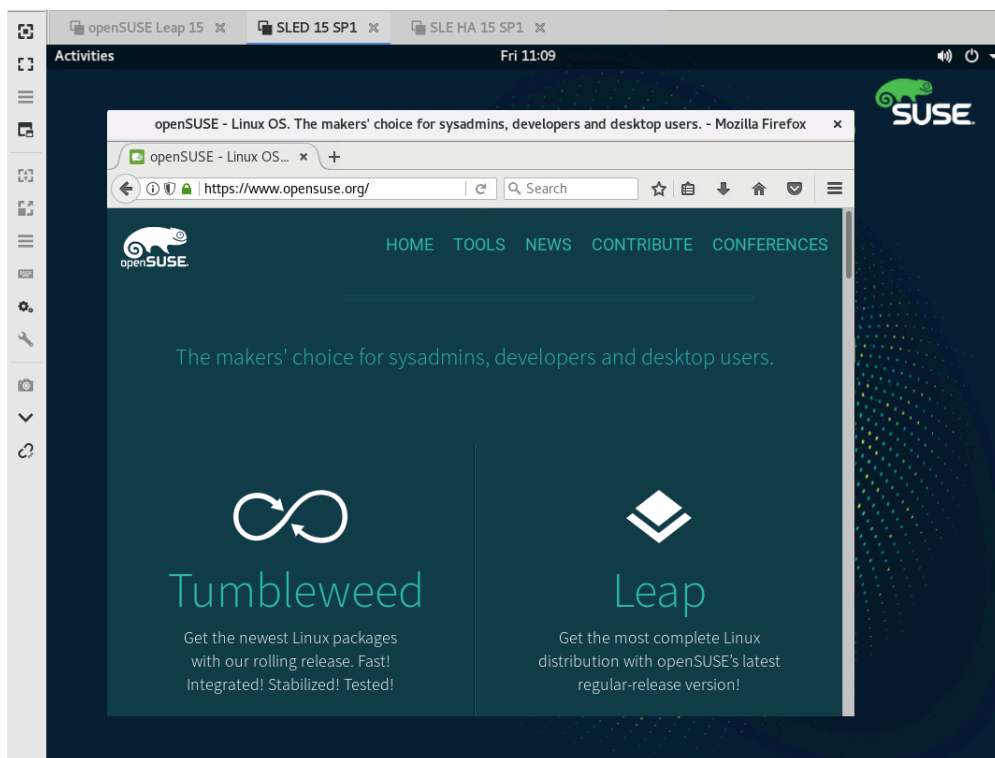 openSUSE Leap 15
SLED 15 SP1
SLE HA 15 SP1
Activities
Fri 11:09
SUSE
openSUSE - Linux OS. The makers' choice for sysadmins, developers and desktop users. - Mozilla Firefox
openSUSE - Linux OS...
https://www.opensuse.org/
Search
openSUSE
HOME TOOLS NEWS CONTRIBUTE CONFERENCES
The makers' choice for sysadmins, developers and desktop users.
Tumbleweed
Get the newest Linux packages
with our rolling release. Fast!
Integrated! Stabilized! Tested!
Leap
Get the most complete Linux
distribution with openSUSE's latest
regular-release version!